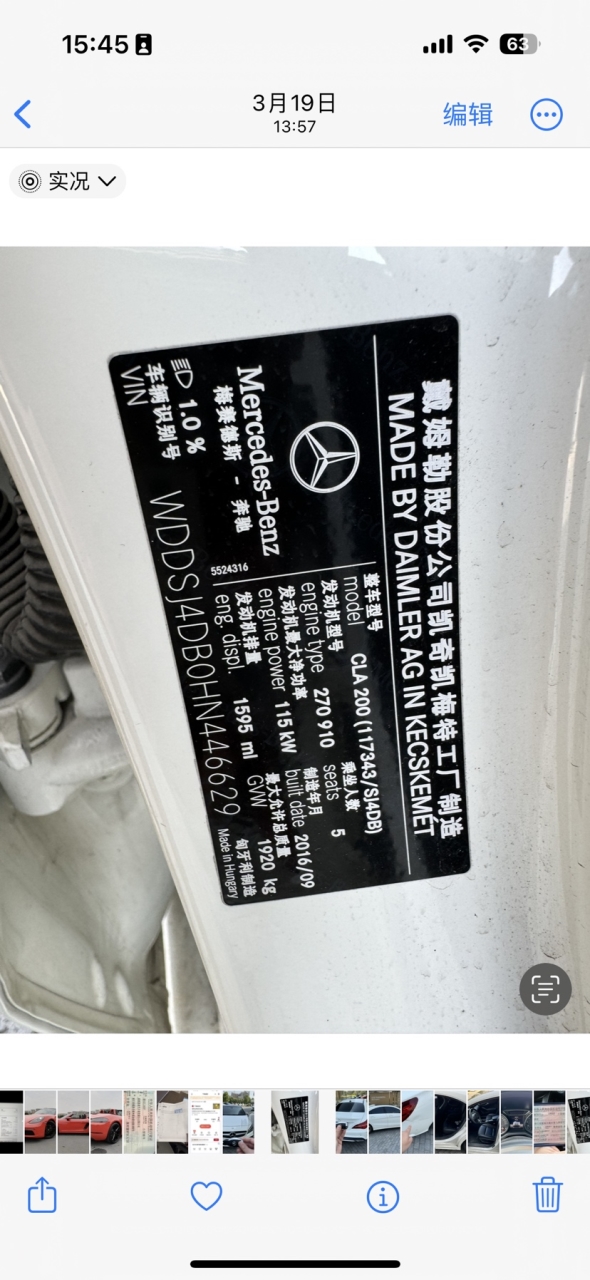 15:45
63
3月19日
13:57
编辑
实况
戴姆勒股份公司凯奇凯梅特工厂制造
MADE BY DAIMLER AG IN KECSKEMÉT
Mercedes-Benz
梅赛德斯 - 奔驰
1.0 %
5524316
整车型号
model CLA 200 (117343/SJ4DB)
发动机型号 乘坐人数
engine type 270 910 seats 5
发动机最大净功率 制造年月
engine power 115 kW built date 2016/09
发动机排量 最大允许总质量
eng. displ. 1595 ml GVW 1920 kg
车辆识别号
VIN WDDSJ4DB0HN446629
匈牙利制造
Made in Hungary